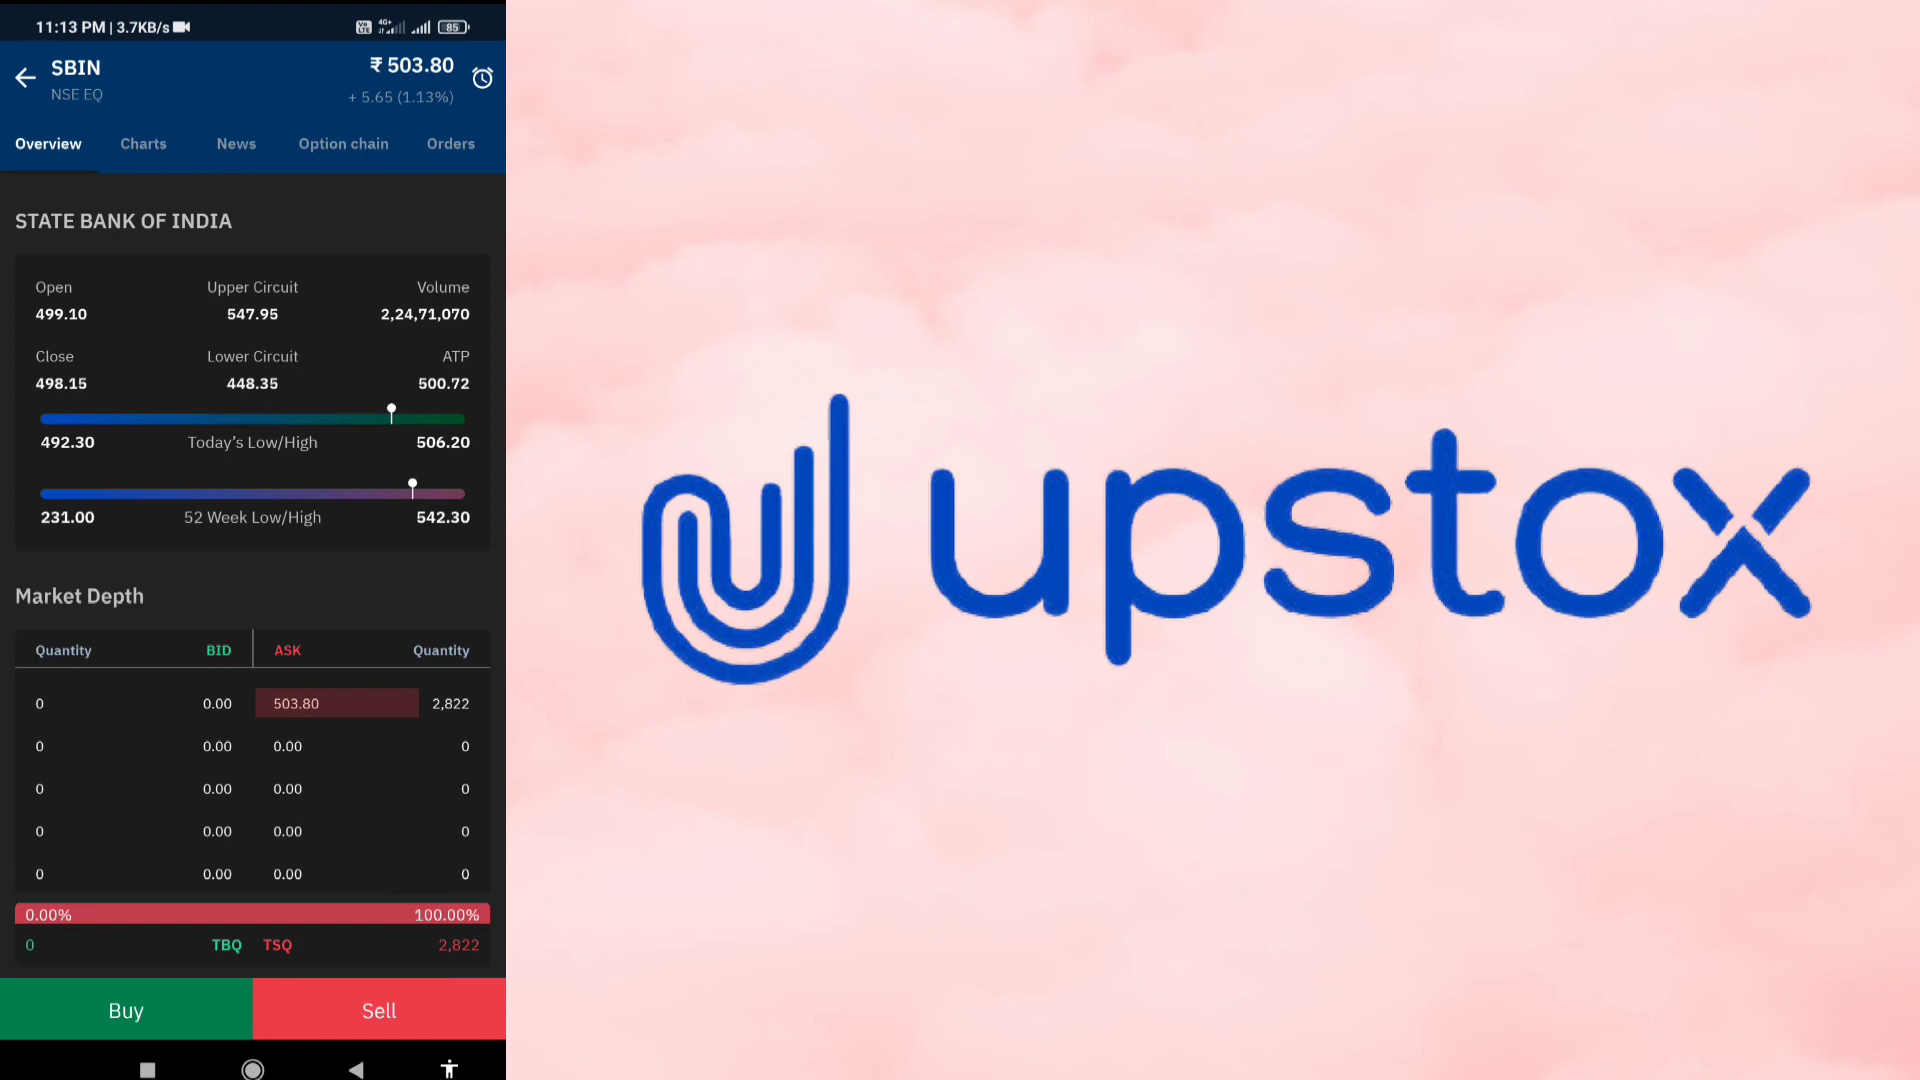 11:13 PM | 3.7KB/s
Vo LTE 4G+ 85
SBIN ₹ 503.80
NSE EQ + 5.65 (1.13%)
Overview Charts News Option chain Orders
STATE BANK OF INDIA
Open Upper Circuit Volume
499.10 547.95 2,24,71,070
Close Lower Circuit ATP
498.15 448.35 500.72
492.30 Today's Low/High 506.20
231.00 52 Week Low/High 542.30
Market Depth
Quantity BID ASK Quantity
0 0.00 503.80 2,822
0 0.00 0.00 0
0 0.00 0.00 0
0 0.00 0.00 0
0 0.00 0.00 0
0.00% 100.00%
0 TBQ TSQ 2,822
Buy Sell
upstox